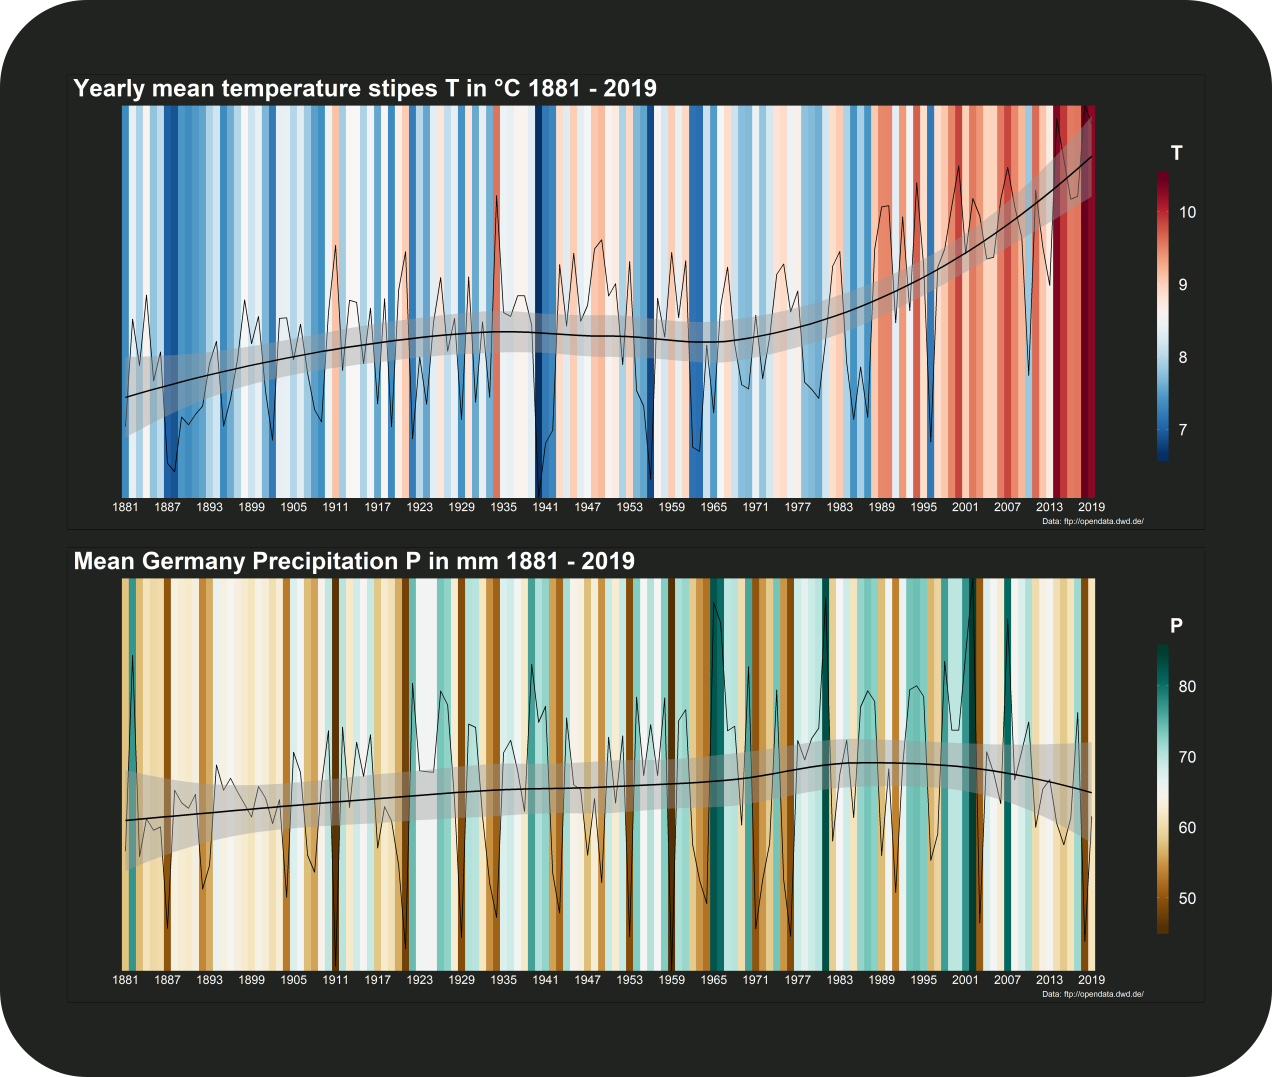 Yearly mean temperature stipes T in °C 1881 - 2019
T
10
9
8
7
1881 1887 1893 1899 1905 1911 1917 1923 1929 1935 1941 1947 1953 1959 1965 1971 1977 1983 1989 1995 2001 2007 2013 2019
Data: ftp://opendata.dwd.de/
Mean Germany Precipitation P in mm 1881 - 2019
P
80
70
60
50
1881 1887 1893 1899 1905 1911 1917 1923 1929 1935 1941 1947 1953 1959 1965 1971 1977 1983 1989 1995 2001 2007 2013 2019
Data: ftp://opendata.dwd.de/